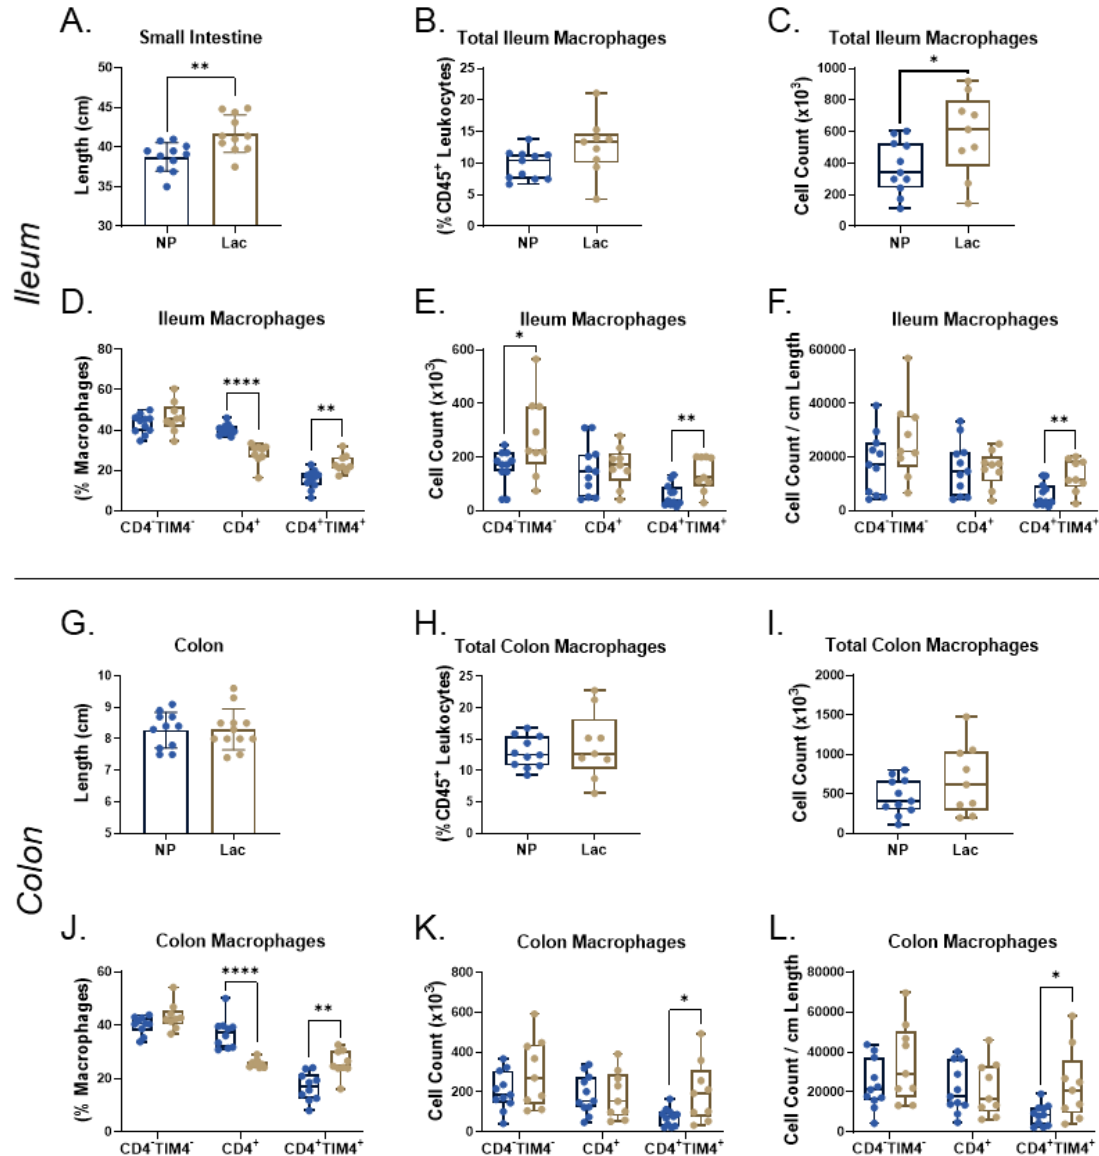 A.
Small Intestine
**
Length (cm)
50
45
40
35
30
NP
Lac
B.
Total Ileum Macrophages
(% CD45⁺ Leukocytes)
25
20
15
10
5
0
NP
Lac
C.
Total Ileum Macrophages
*
Cell Count (x10³)
1000
800
600
400
200
0
NP
Lac
Ileum
D.
Ileum Macrophages
(% Macrophages)
80
60
40
20
0
****
**
CD4⁻TIM4⁻
CD4⁺
CD4⁺TIM4⁺
E.
Ileum Macrophages
Cell Count (x10³)
600
400
200
0
*
**
CD4⁻TIM4⁻
CD4⁺
CD4⁺TIM4⁺
F.
Ileum Macrophages
Cell Count / cm Length
60000
40000
20000
0
**
CD4⁻TIM4⁻
CD4⁺
CD4⁺TIM4⁺
G.
Colon
Length (cm)
10
9
8
7
6
5
NP
Lac
H.
Total Colon Macrophages
(% CD45⁺ Leukocytes)
25
20
15
10
5
0
NP
Lac
I.
Total Colon Macrophages
Cell Count (x10³)
2000
1500
1000
500
0
NP
Lac
Colon
J.
Colon Macrophages
(% Macrophages)
60
40
20
0
****
**
CD4⁻TIM4⁻
CD4⁺
CD4⁺TIM4⁺
K.
Colon Macrophages
Cell Count (x10³)
800
600
400
200
0
*
CD4⁻TIM4⁻
CD4⁺
CD4⁺TIM4⁺
L.
Colon Macrophages
Cell Count / cm Length
80000
60000
40000
20000
0
*
CD4⁻TIM4⁻
CD4⁺
CD4⁺TIM4⁺